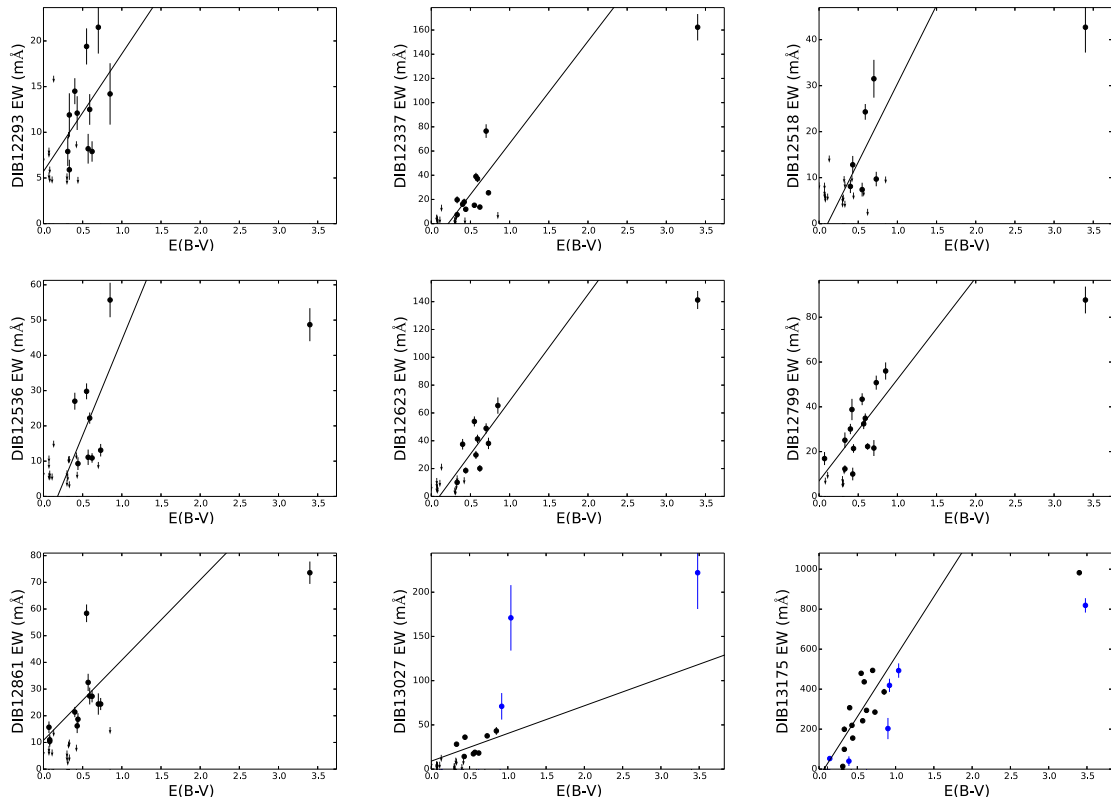 DIB12293 EW (mÅ)
20
15
10
5
0
0.0 0.5 1.0 1.5 2.0 2.5 3.0 3.5
E(B-V)
DIB12337 EW (mÅ)
160
140
120
100
80
60
40
20
0
0.0 0.5 1.0 1.5 2.0 2.5 3.0 3.5
E(B-V)
DIB12518 EW (mÅ)
40
30
20
10
0
0.0 0.5 1.0 1.5 2.0 2.5 3.0 3.5
E(B-V)
DIB12536 EW (mÅ)
60
50
40
30
20
10
0
0.0 0.5 1.0 1.5 2.0 2.5 3.0 3.5
E(B-V)
DIB12623 EW (mÅ)
140
120
100
80
60
40
20
0
0.0 0.5 1.0 1.5 2.0 2.5 3.0 3.5
E(B-V)
DIB12799 EW (mÅ)
80
60
40
20
0
0.0 0.5 1.0 1.5 2.0 2.5 3.0 3.5
E(B-V)
DIB12861 EW (mÅ)
80
70
60
50
40
30
20
10
0
0.0 0.5 1.0 1.5 2.0 2.5 3.0 3.5
E(B-V)
DIB13027 EW (mÅ)
200
150
100
50
0
0.0 0.5 1.0 1.5 2.0 2.5 3.0 3.5
E(B-V)
DIB13175 EW (mÅ)
1000
800
600
400
200
0
0.0 0.5 1.0 1.5 2.0 2.5 3.0 3.5
E(B-V)